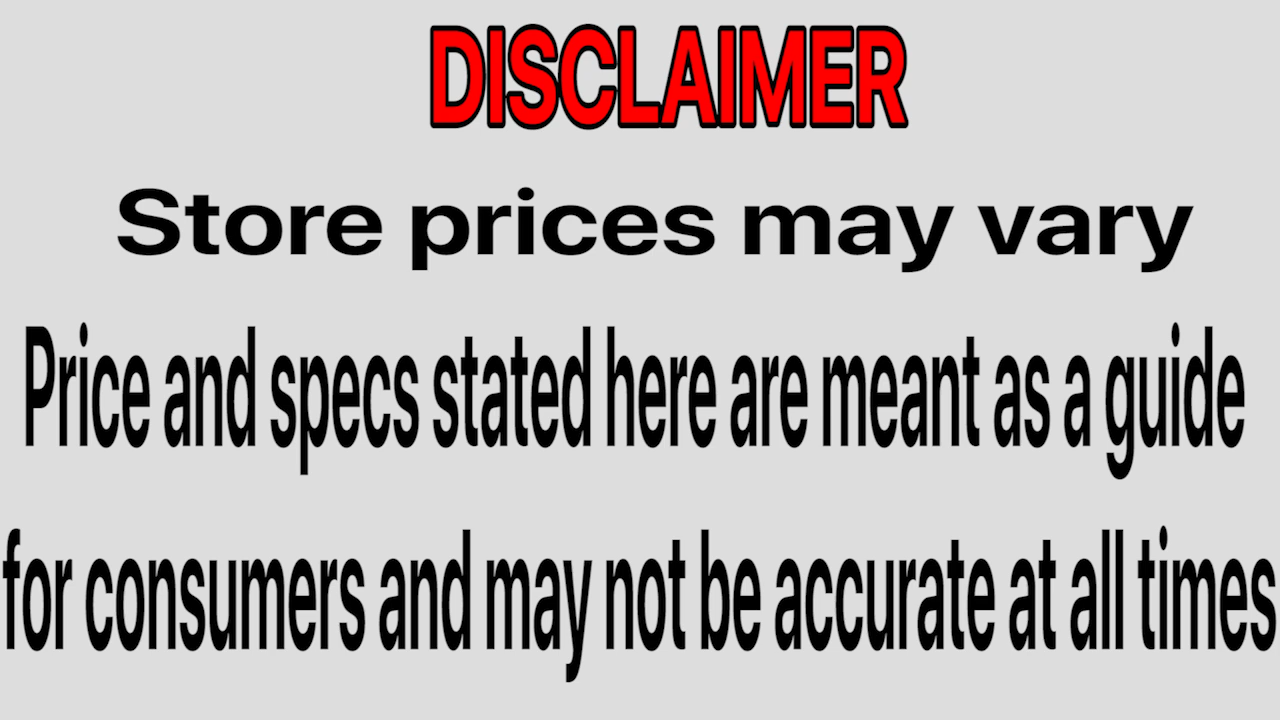 DISCLAIMER
Store prices may vary
Price and specs stated here are meant as a guide
for consumers and may not be accurate at all times